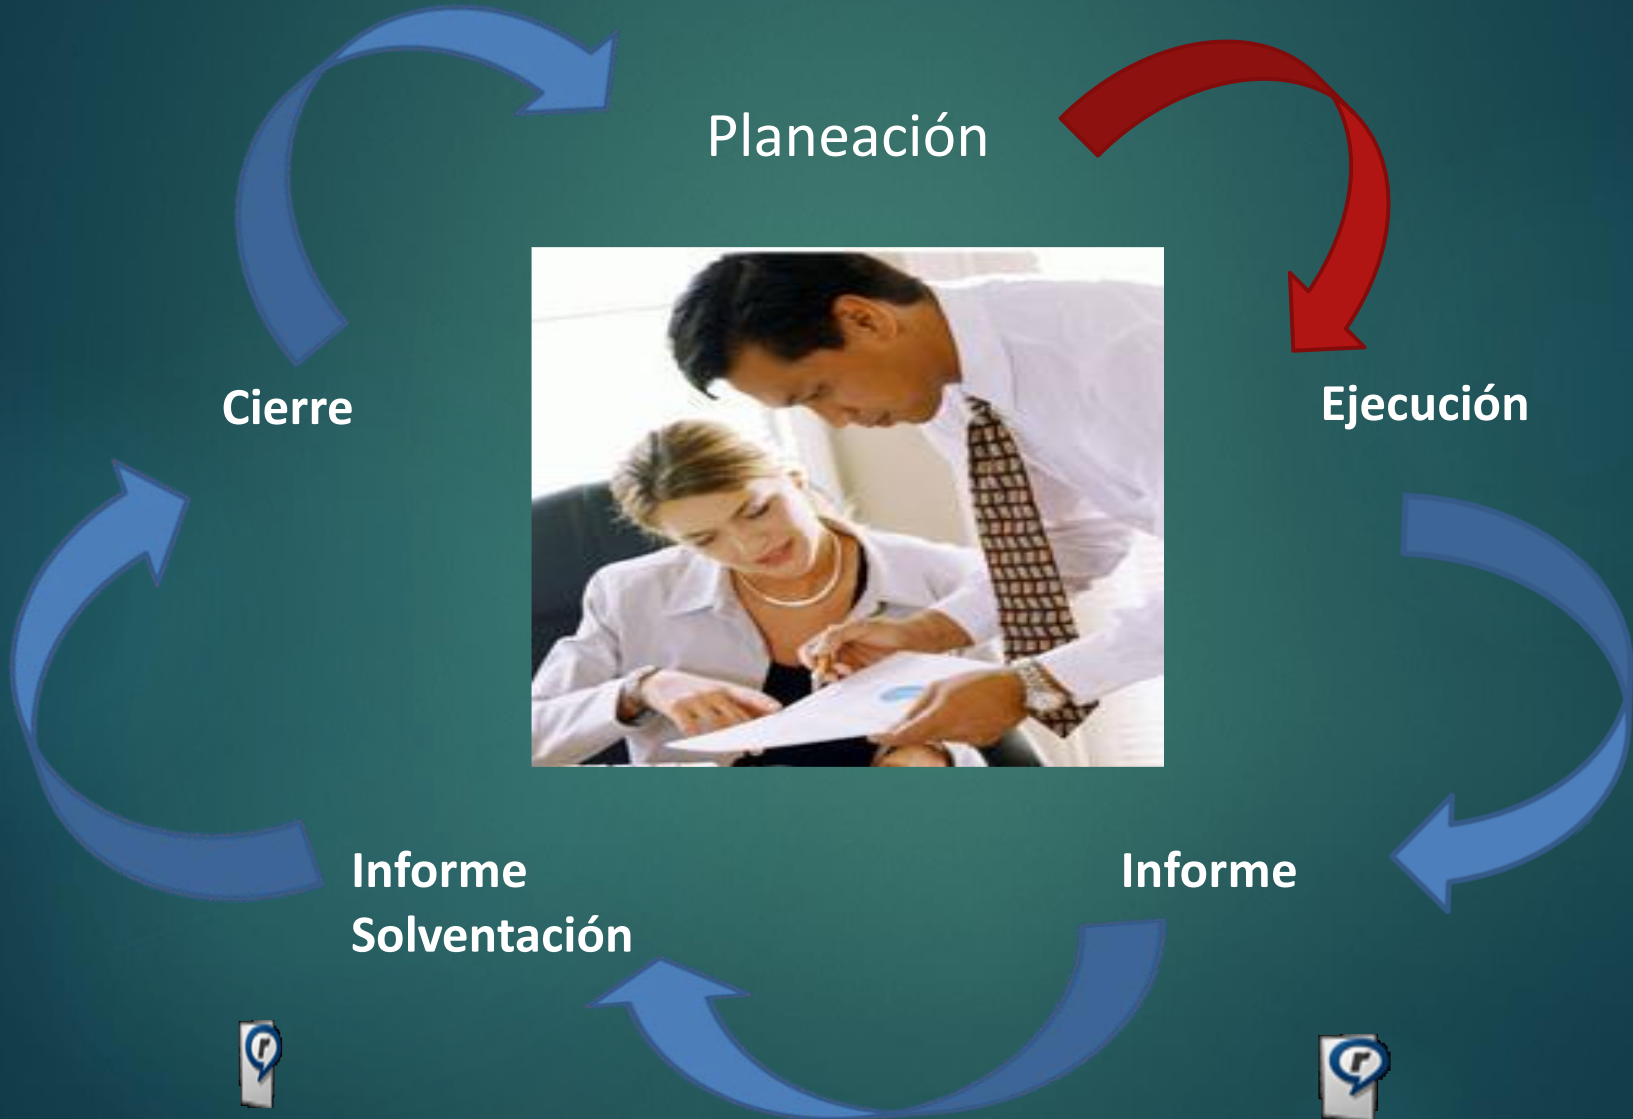 Planeación
Cierre
Ejecución
Informe
Solventación
Informe
r
r